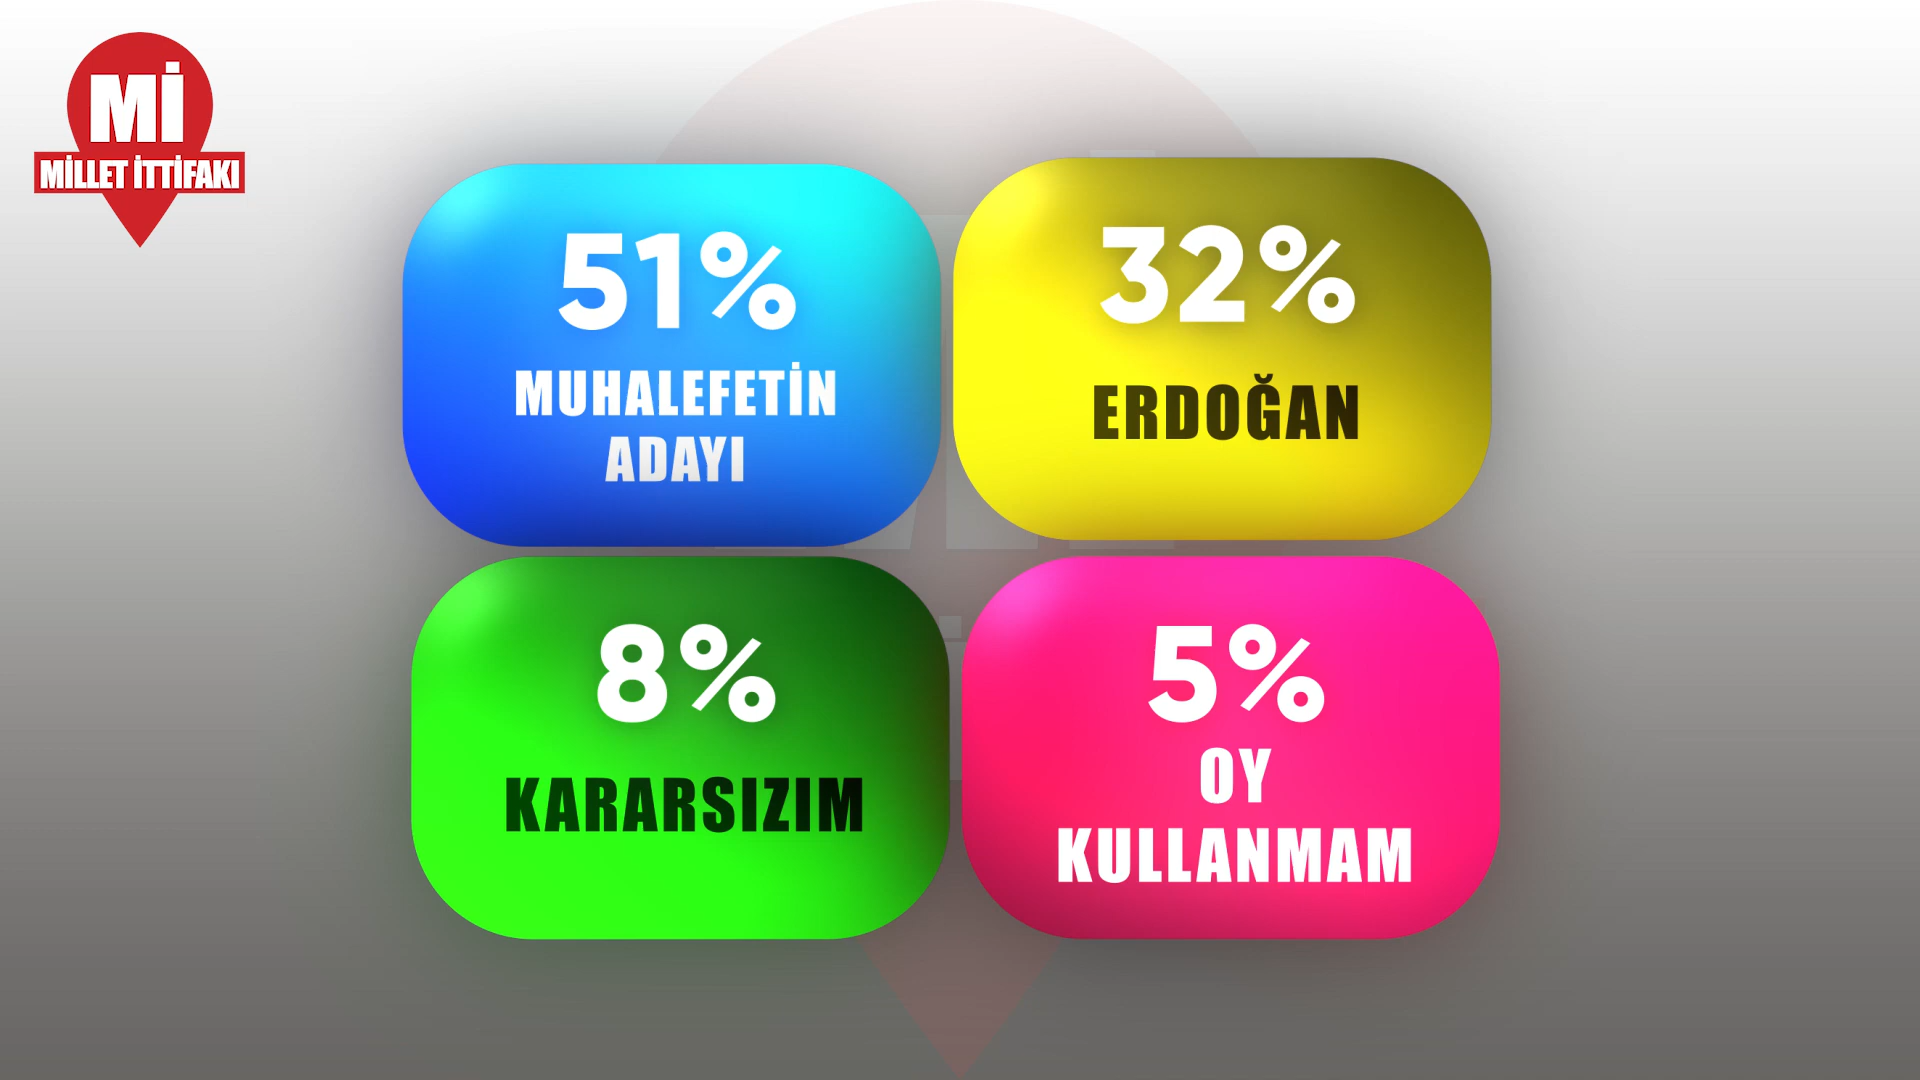 Mİ
MİLLET İTTİFAKI
51%
MUHALEFETİN
ADAYI
32%
ERDOĞAN
8%
KARARSIZIM
5%
OY
KULLANMAM